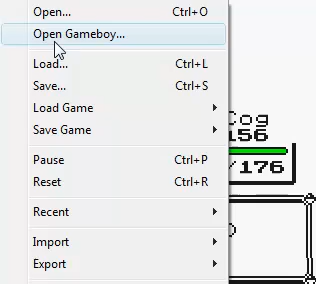 Open... Ctrl+O
Open Gameboy...
Load... Ctrl+L
Save... Ctrl+S
Load Game
Save Game
Pause Ctrl+P
Reset Ctrl+R
Recent
Import
Export
Cog
156
/176